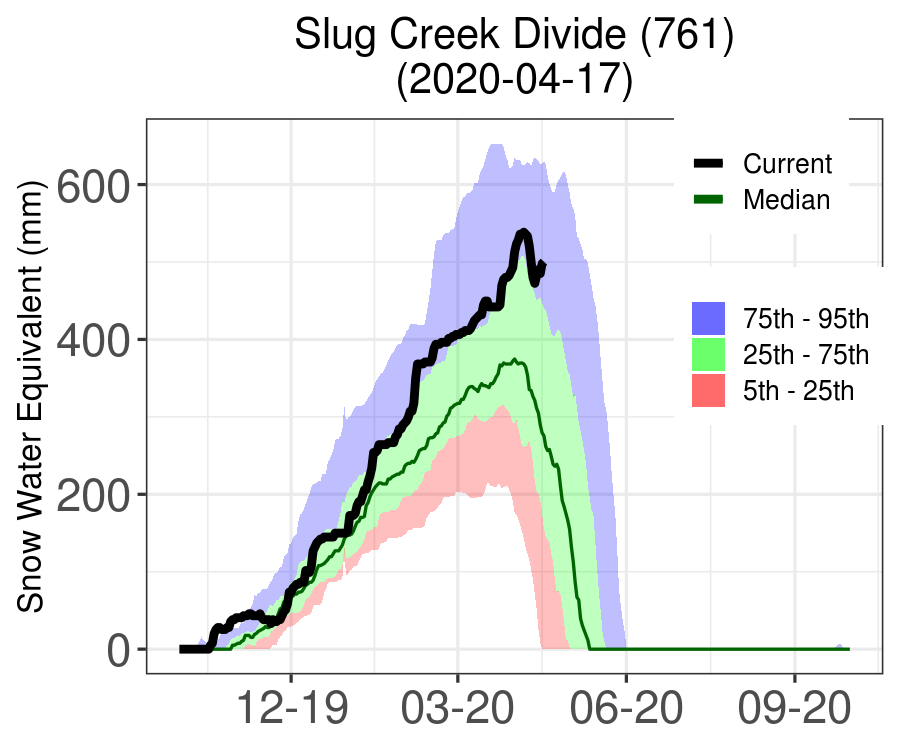 Slug Creek Divide (761)
(2020-04-17)
Snow Water Equivalent (mm)
600
400
200
0
12-19
03-20
06-20
09-20
Current
Median
75th - 95th
25th - 75th
5th - 25th